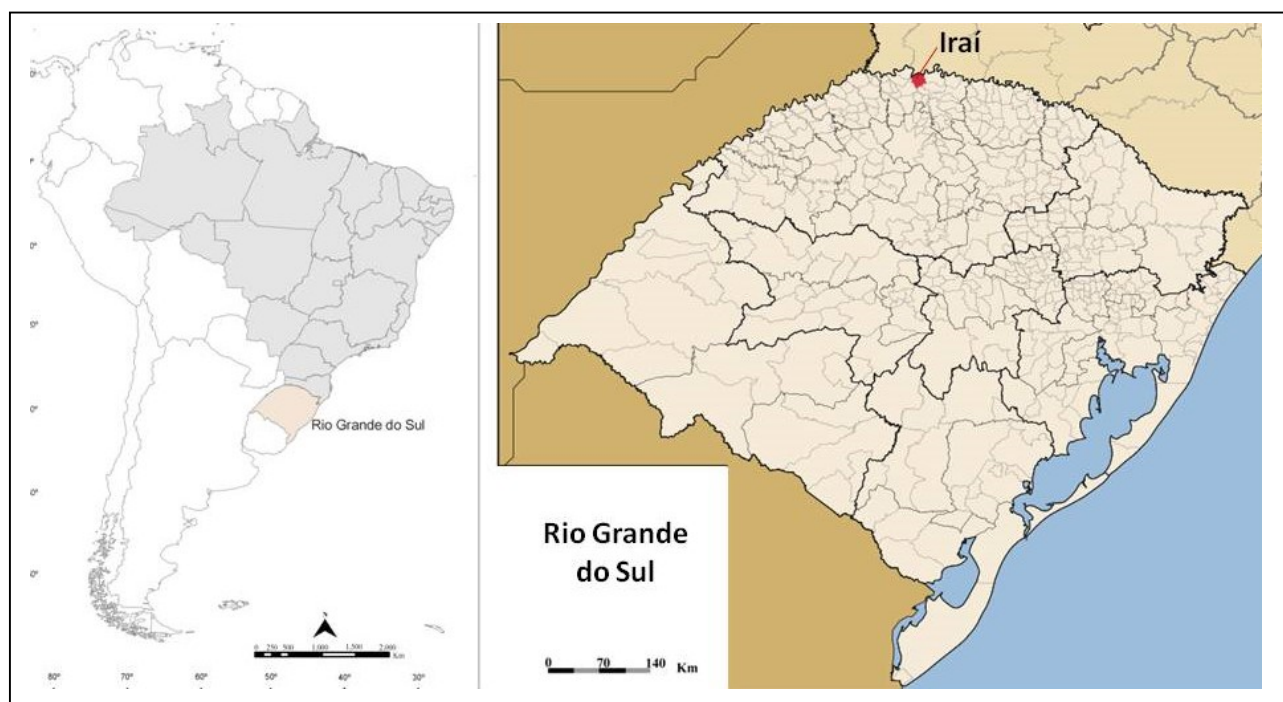 Iraí
Rio Grande do Sul
Rio Grande
do Sul
N
0 250 500 1.000 1.500 2.000
Km
0 70 140 Km
80° 70° 60° 50° 40° 30°